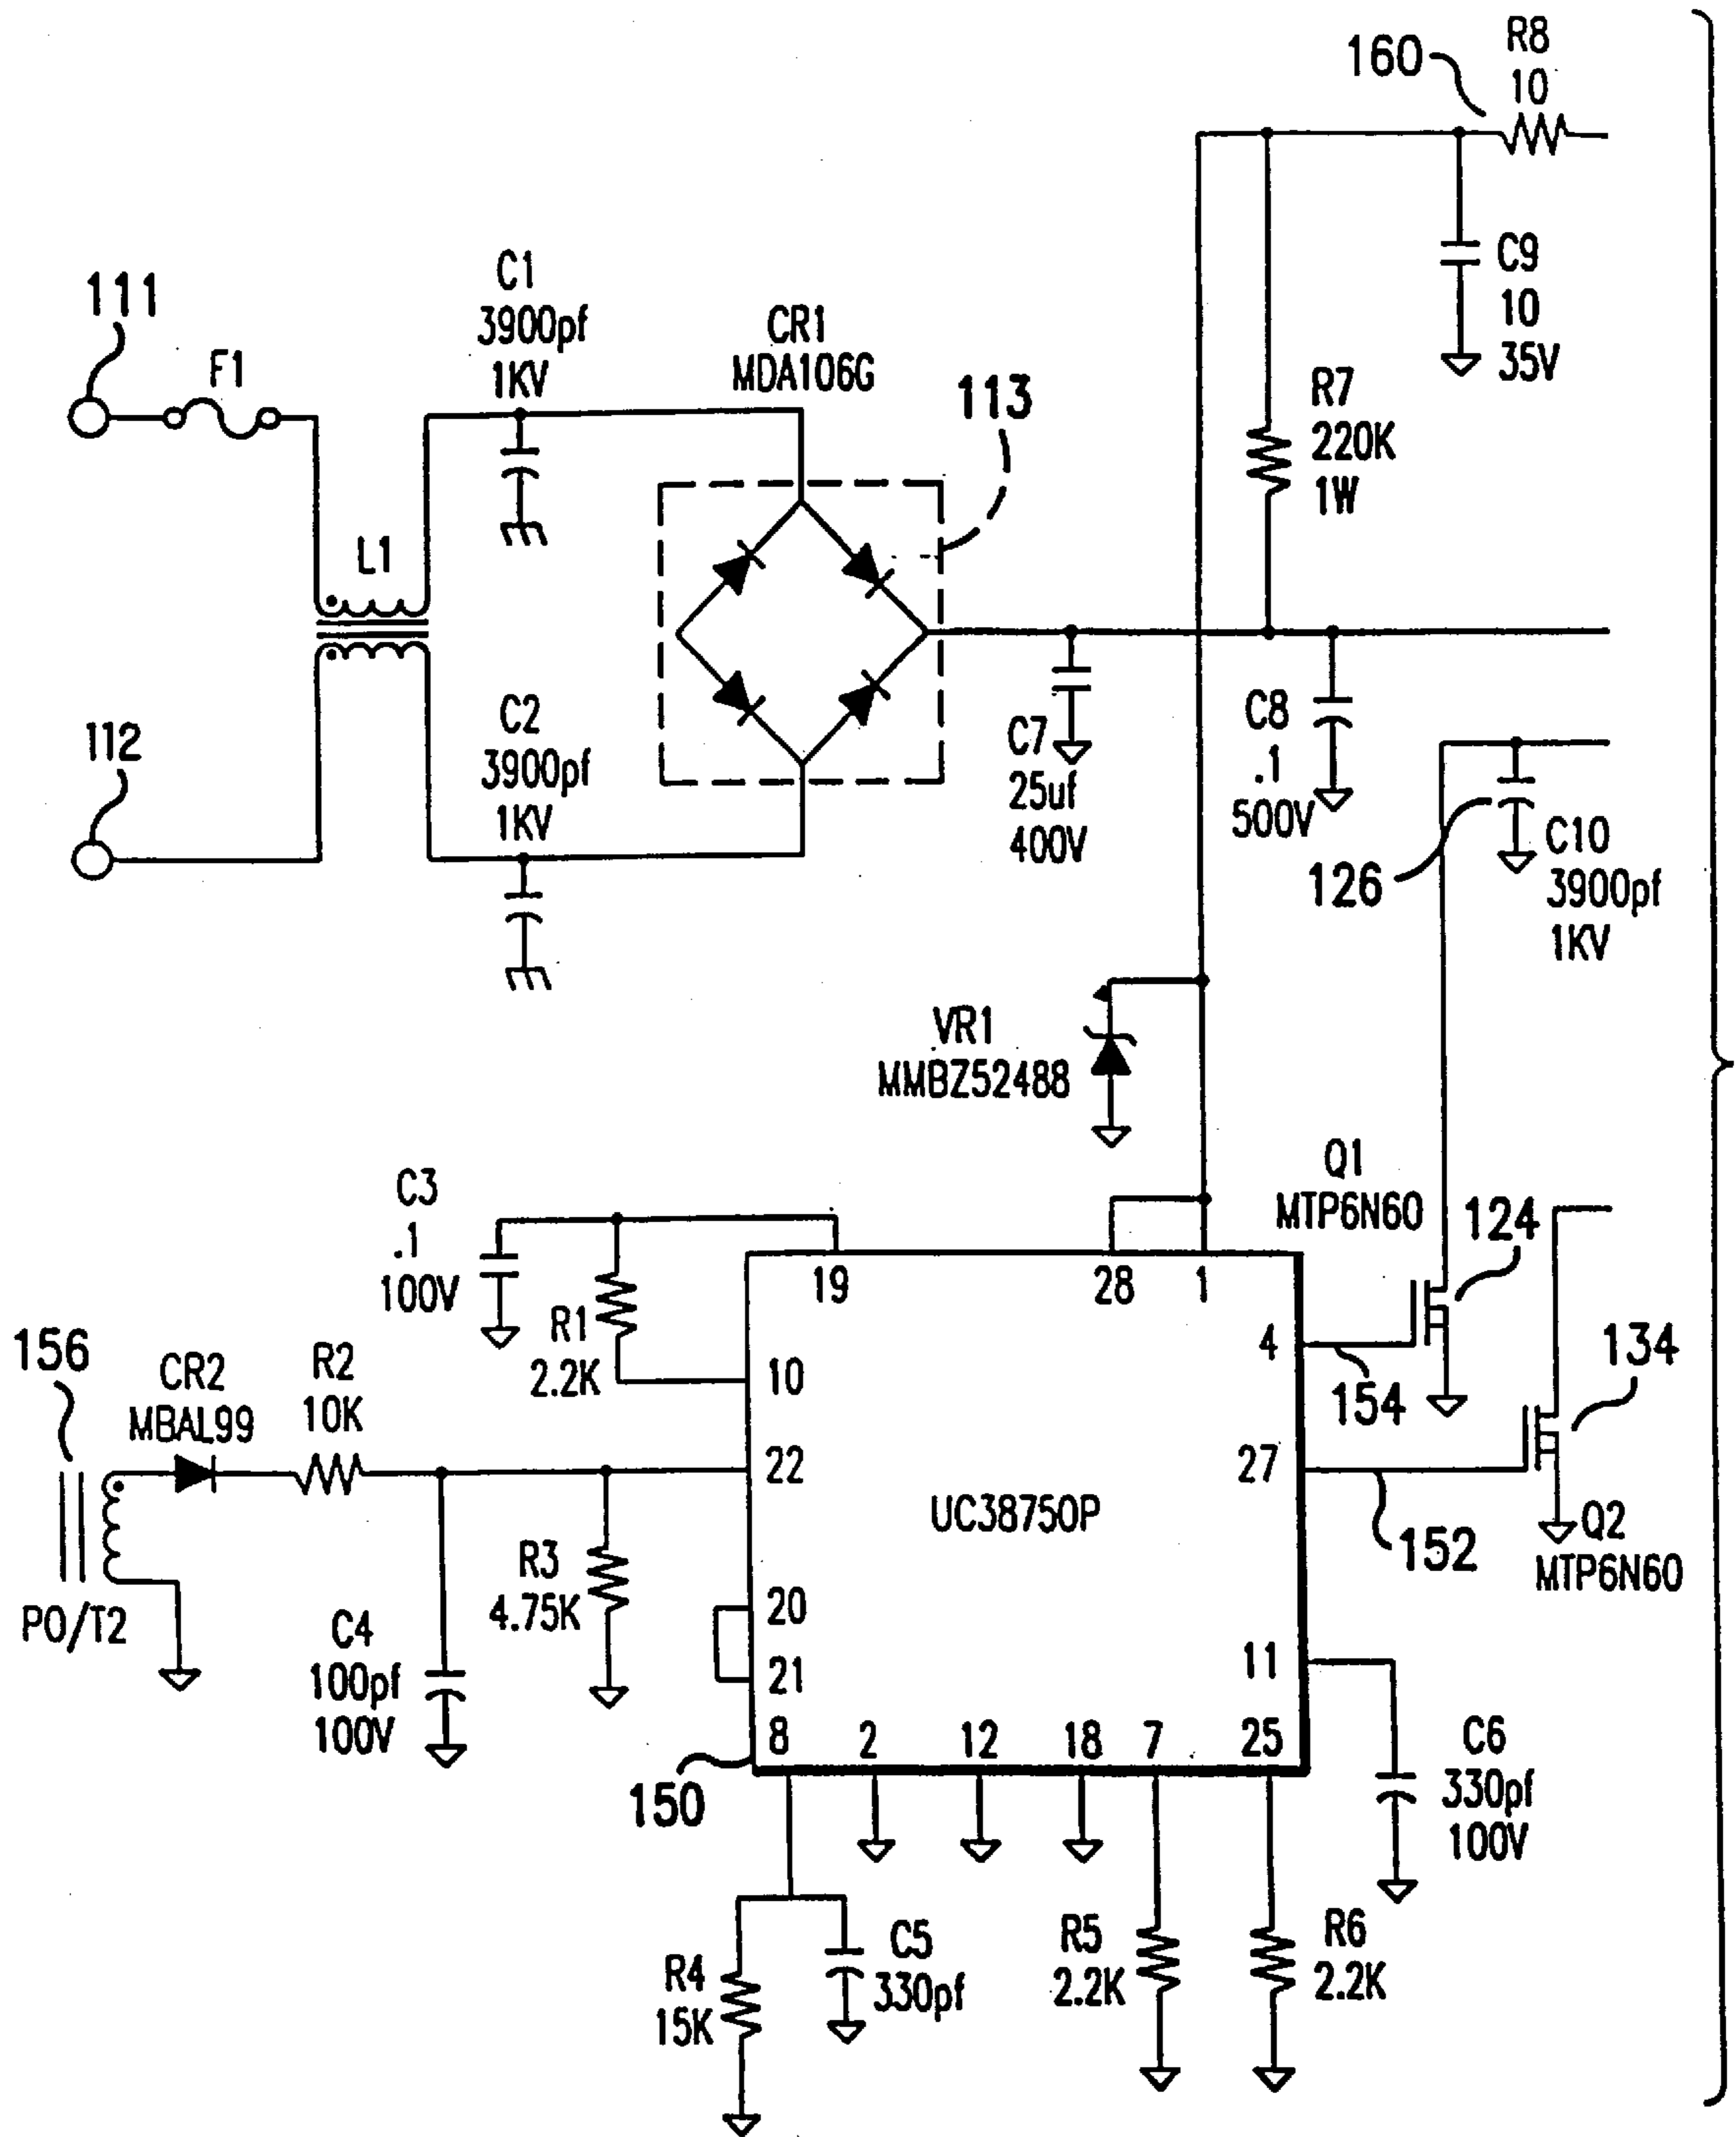 160
R8
10
C9
10
35V
111
F1
C1
3900pf
1KV
CR1
MDA106G
113
R7
220K
1W
L1
112
C2
3900pf
1KV
C7
25uf
400V
C8
.1
500V
126
C10
3900pf
1KV
VR1
MMBZ52488
C3
.1
100V
R1
2.2K
Q1
MTP6N60
124
134
19
28
1
4
154
10
156
CR2
MBAL99
R2
10K
22
27
152
Q2
MTP6N60
UC38750P
PO/T2
R3
4.75K
C4
100pf
100V
20
21
11
8
2
12
18
7
25
150
C6
330pf
100V
R4
15K
C5
330pf
R5
2.2K
R6
2.2K